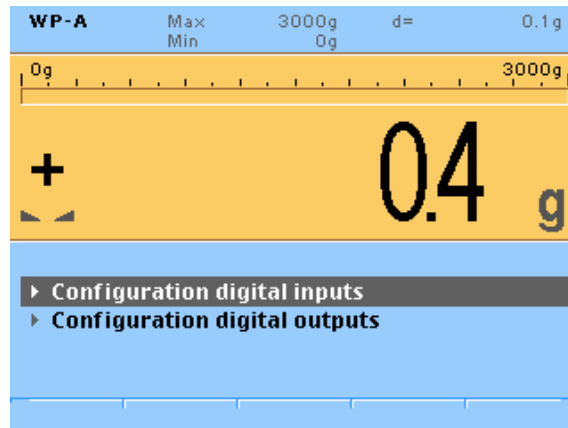 WP-A Max 3000g d= 0.1g
Min 0g
0g 3000g
+ 0.4 g
Configuration digital inputs
Configuration digital outputs